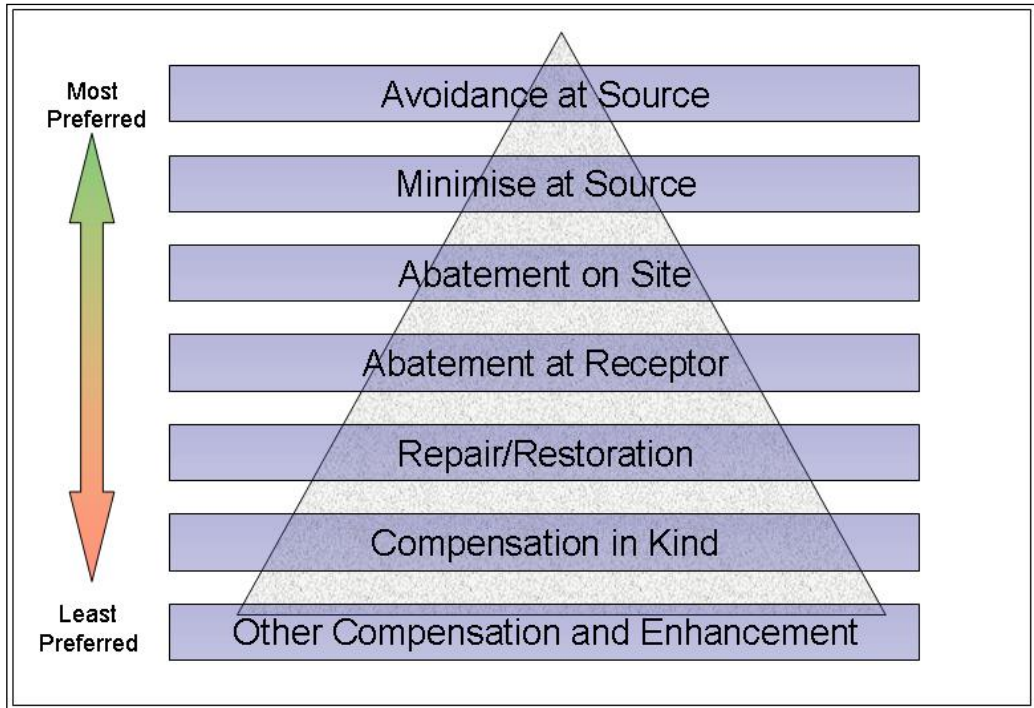 Most
Preferred
Avoidance at Source
Minimise at Source
Abatement on Site
Abatement at Receptor
Repair/Restoration
Compensation in Kind
Least
Preferred
Other Compensation and Enhancement